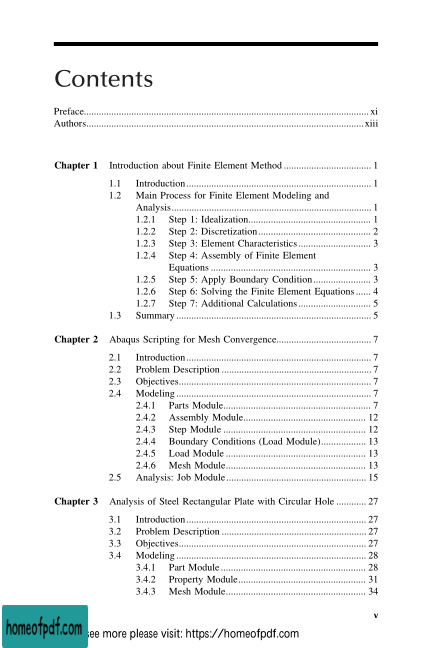 Contents
Preface.......... xi
Authors.......... xiii
Chapter 1 Introduction about Finite Element Method .......... 1
1.1 Introduction.......... 1
1.2 Main Process for Finite Element Modeling and
Analysis.......... 1
1.2.1 Step 1: Idealization.......... 1
1.2.2 Step 2: Discretization.......... 2
1.2.3 Step 3: Element Characteristics.......... 3
1.2.4 Step 4: Assembly of Finite Element
Equations .......... 3
1.2.5 Step 5: Apply Boundary Condition.......... 3
1.2.6 Step 6: Solving the Finite Element Equations...... 4
1.2.7 Step 7: Additional Calculations.......... 5
1.3 Summary.......... 5
Chapter 2 Abaqus Scripting for Mesh Convergence.......... 7
2.1 Introduction.......... 7
2.2 Problem Description.......... 7
2.3 Objectives.......... 7
2.4 Modeling.......... 7
2.4.1 Parts Module.......... 7
2.4.2 Assembly Module.......... 12
2.4.3 Step Module .......... 12
2.4.4 Boundary Conditions (Load Module).......... 13
2.4.5 Load Module .......... 13
2.4.6 Mesh Module.......... 13
2.5 Analysis: Job Module.......... 15
Chapter 3 Analysis of Steel Rectangular Plate with Circular Hole .......... 27
3.1 Introduction.......... 27
3.2 Problem Description.......... 27
3.3 Objectives.......... 27
3.4 Modeling.......... 28
3.4.1 Part Module.......... 28
3.4.2 Property Module.......... 31
3.4.3 Mesh Module.......... 34
v
homeofpdf.com
see more please visit: https://homeofpdf.com